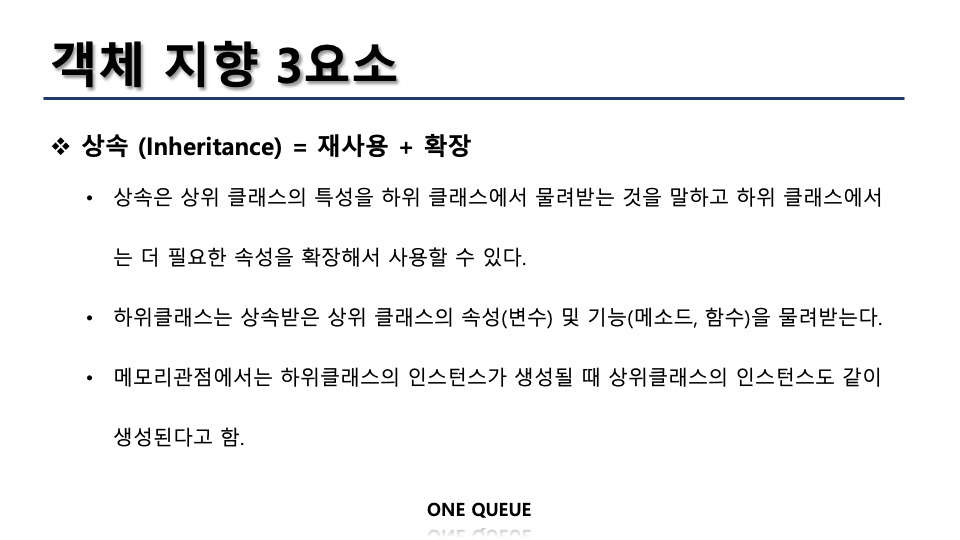 객체 지향 3요소
❖ 상속 (Inheritance) = 재사용 + 확장
• 상속은 상위 클래스의 특성을 하위 클래스에서 물려받는 것을 말하고 하위 클래스에서
는 더 필요한 속성을 확장해서 사용할 수 있다.
• 하위클래스는 상속받은 상위 클래스의 속성(변수) 및 기능(메소드, 함수)을 물려받는다.
• 메모리관점에서는 하위클래스의 인스턴스가 생성될 때 상위클래스의 인스턴스도 같이
생성된다고 함.
ONE QUEUE